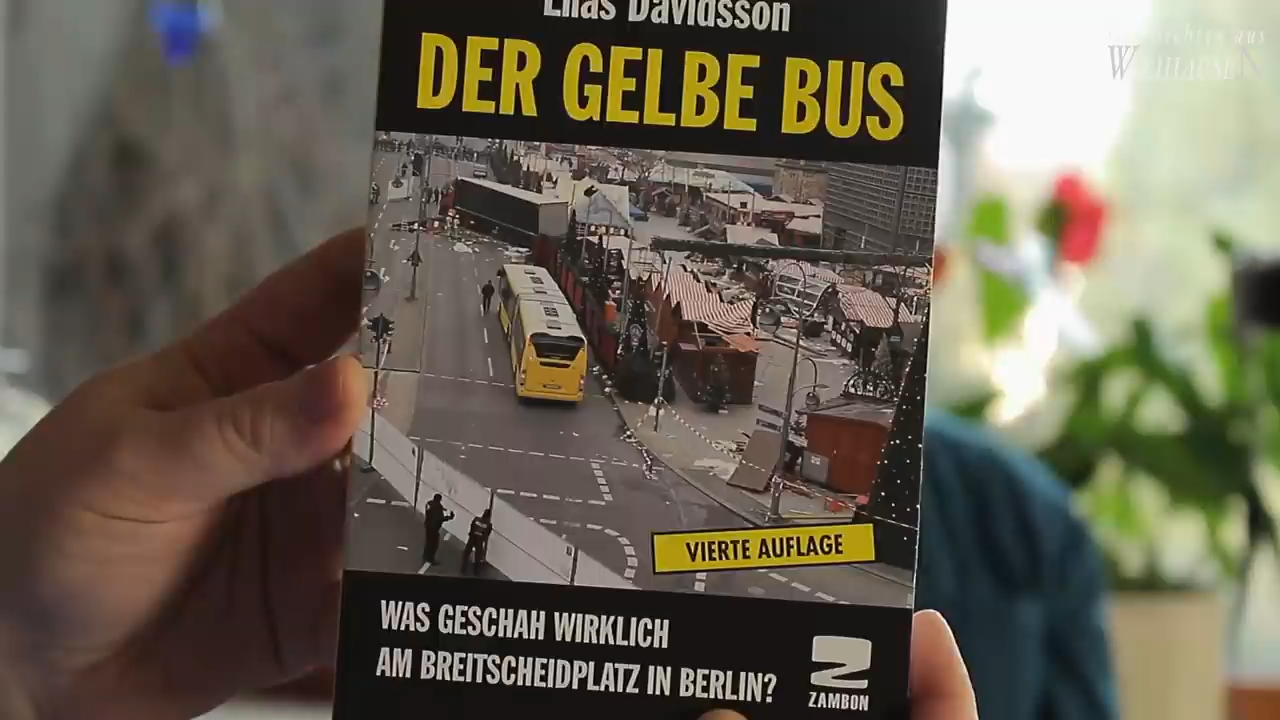 Elias Davidsson
DER GELBE BUS
VIERTE AUFLAGE
WAS GESCHAH WIRKLICH
AM BREITSCHEIDPLATZ IN BERLIN?
ZAMBON